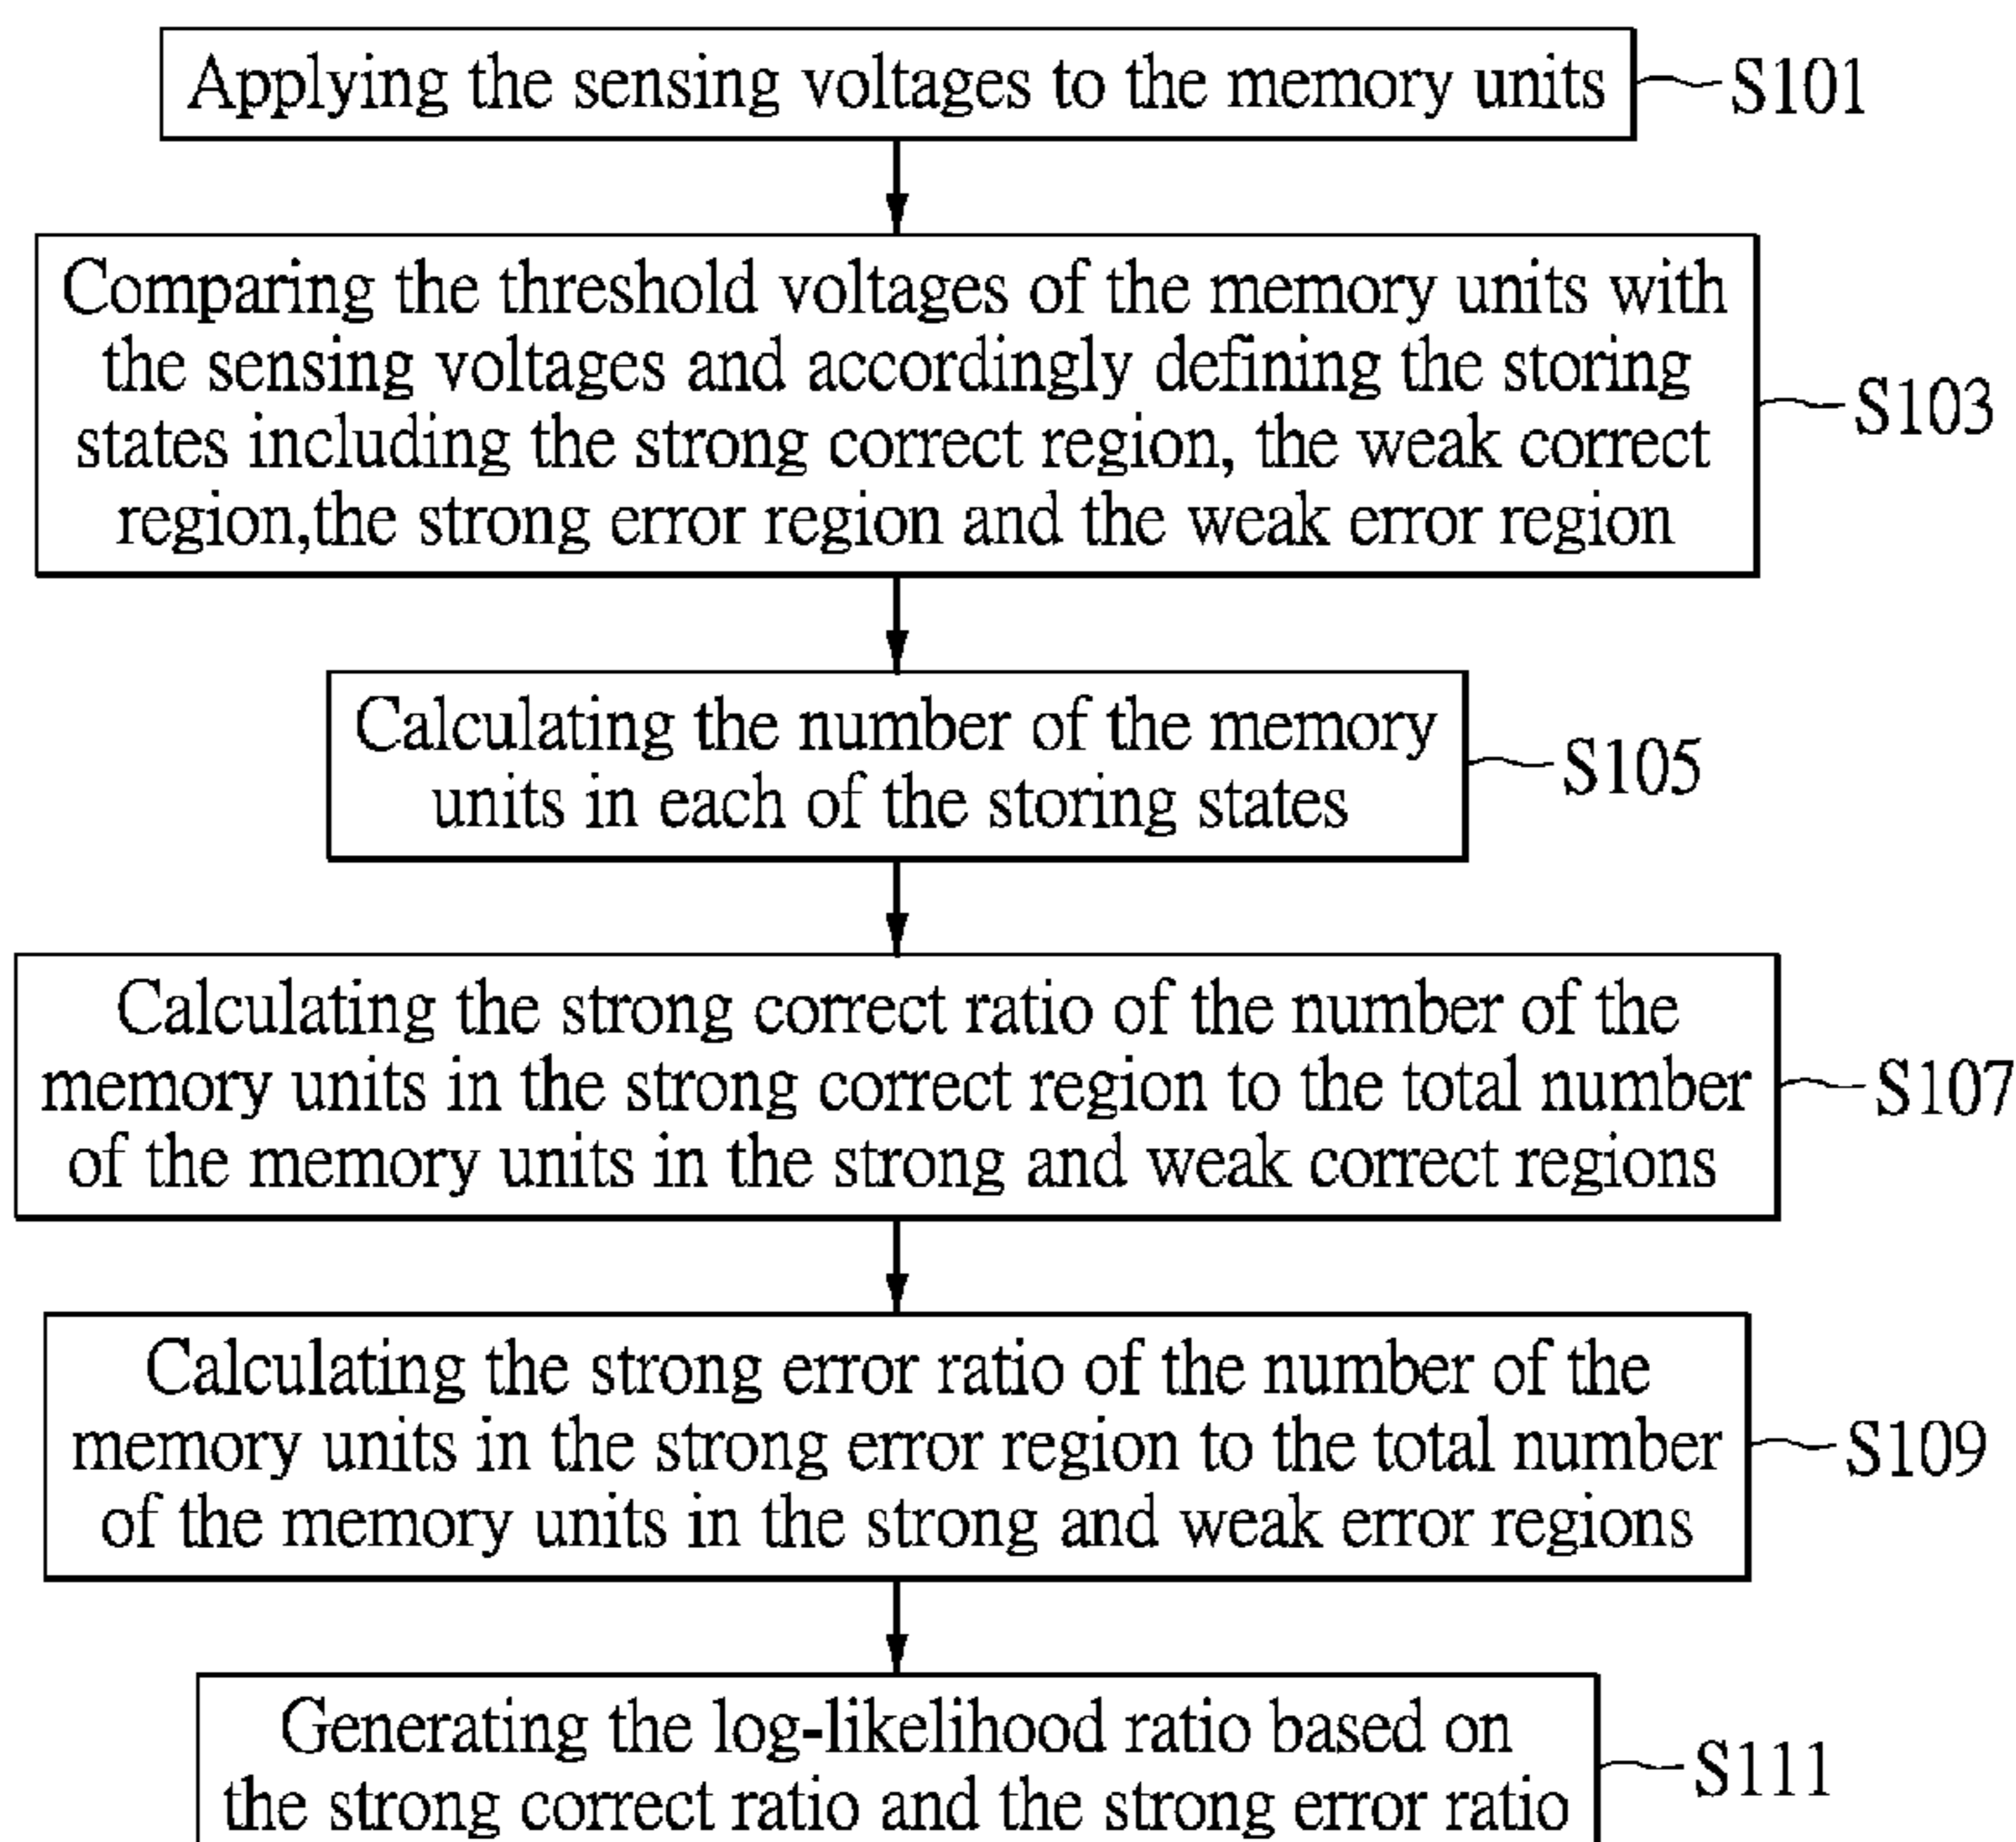 Applying the sensing voltages to the memory units
S101
Comparing the threshold voltages of the memory units with
the sensing voltages and accordingly defining the storing
states including the strong correct region, the weak correct
region,the strong error region and the weak error region
S103
Calculating the number of the memory
units in each of the storing states
S105
Calculating the strong correct ratio of the number of the
memory units in the strong correct region to the total number
of the memory units in the strong and weak correct regions
S107
Calculating the strong error ratio of the number of the
memory units in the strong error region to the total number
of the memory units in the strong and weak error regions
S109
Generating the log-likelihood ratio based on
the strong correct ratio and the strong error ratio
S111